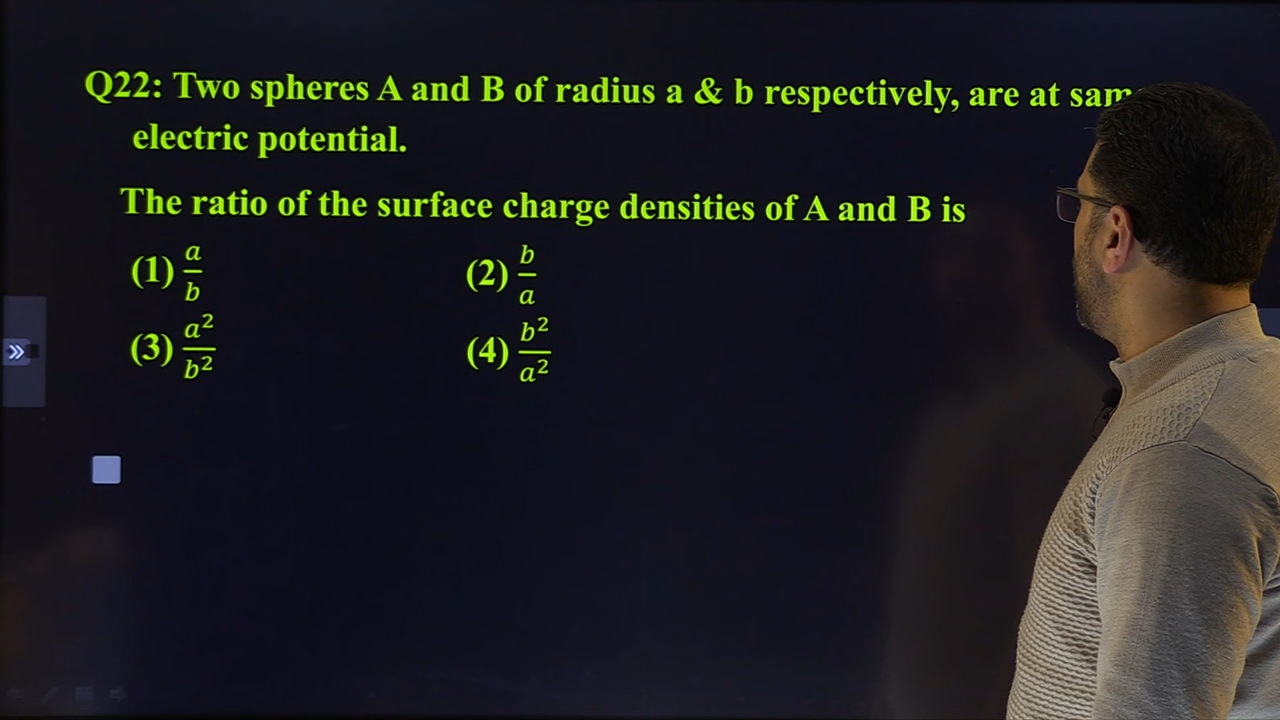 Q22: Two spheres A and B of radius a & b respectively, are at
electric potential.
The ratio of the surface charge densities of A and B is
(1) a/b (2) b/a
(3) a²/b² (4) b²/a²